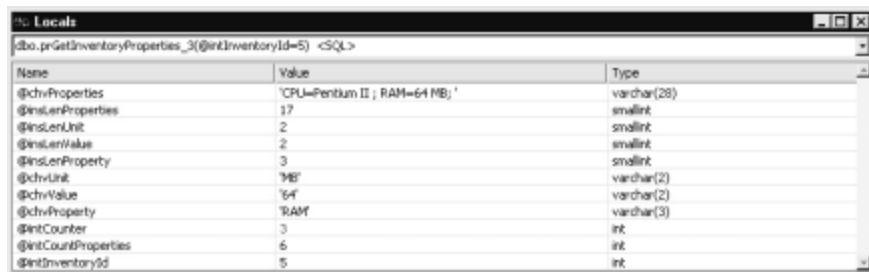 Locals
dbo.prGetInventoryProperties_3(@intInventoryId=5) <SQL>
Name Value Type
@chvProperties 'CPU=Pentium II ; RAM=64 MB; ' varchar(28)
@insLenProperties 17 smallint
@insLenUnit 2 smallint
@insLenValue 2 smallint
@insLenProperty 3 smallint
@chvUnit 'MB' varchar(2)
@chvValue '64' varchar(2)
@chvProperty 'RAM' varchar(3)
@intCounter 3 int
@intCountProperties 6 int
@intInventoryId 5 int